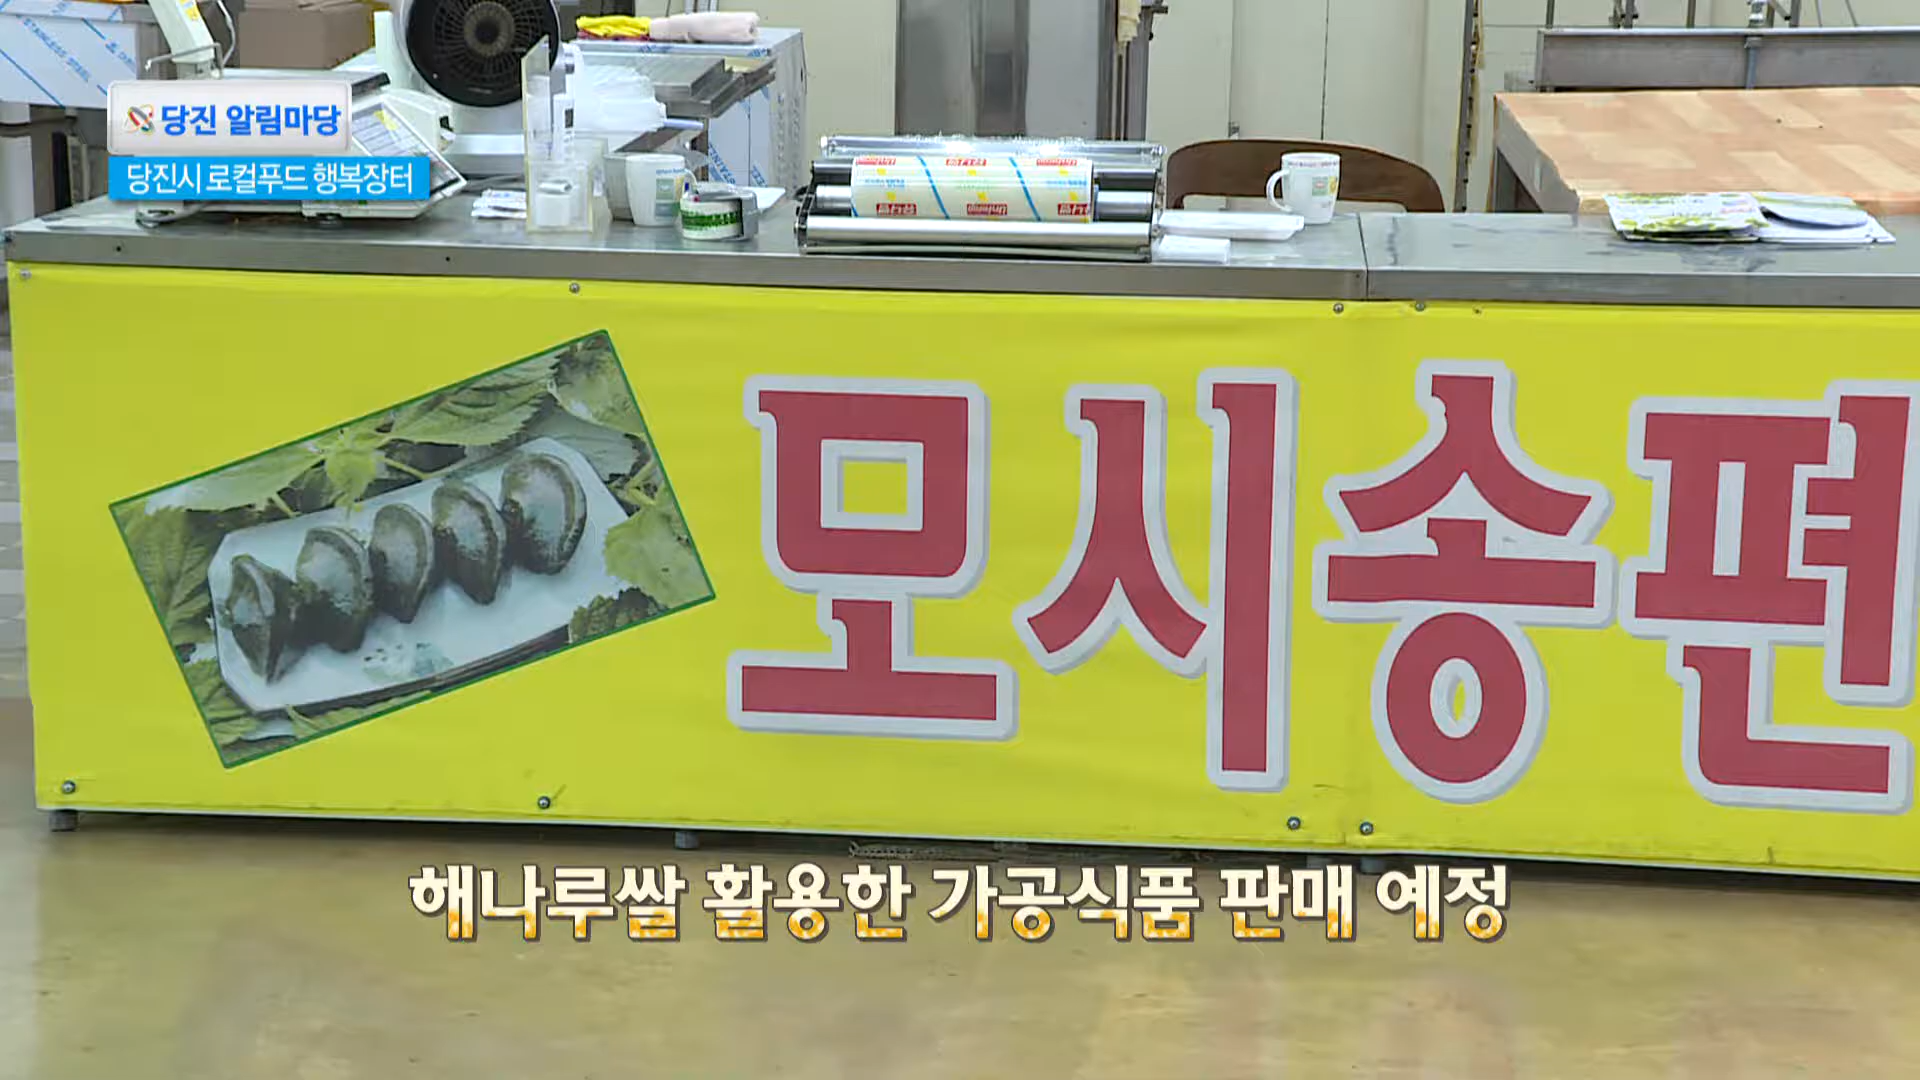 당진 알림마당
당진시 로컬푸드 행복장터
모시송편
해나루쌀 활용한 가공식품 판매 예정